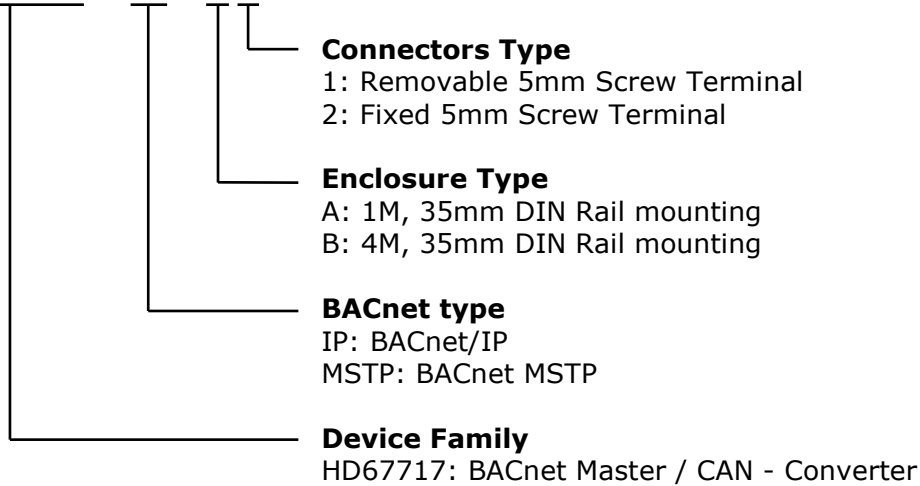 Connectors Type
1: Removable 5mm Screw Terminal
2: Fixed 5mm Screw Terminal
Enclosure Type
A: 1M, 35mm DIN Rail mounting
B: 4M, 35mm DIN Rail mounting
BACnet type
IP: BACnet/IP
MSTP: BACnet MSTP
Device Family
HD67717: BACnet Master / CAN - Converter